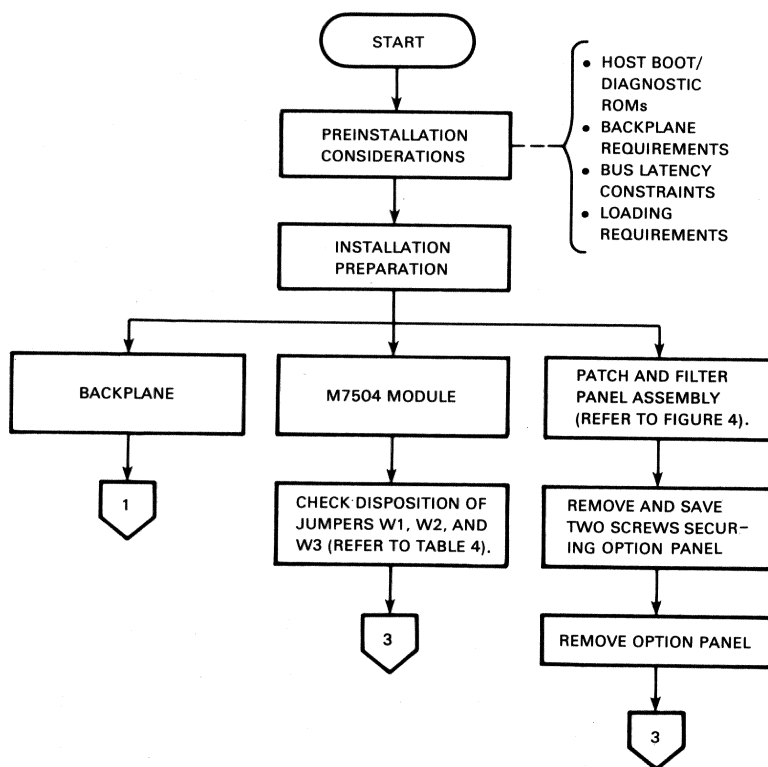 START
PREINSTALLATION
CONSIDERATIONS
• HOST BOOT/
DIAGNOSTIC
ROMs
• BACKPLANE
REQUIREMENTS
• BUS LATENCY
CONSTRAINTS
• LOADING
REQUIREMENTS
INSTALLATION
PREPARATION
BACKPLANE
1
M7504 MODULE
CHECK DISPOSITION OF
JUMPERS W1, W2, AND
W3 (REFER TO TABLE 4).
3
PATCH AND FILTER
PANEL ASSEMBLY
(REFER TO FIGURE 4).
REMOVE AND SAVE
TWO SCREWS SECUR-
ING OPTION PANEL
REMOVE OPTION PANEL
3